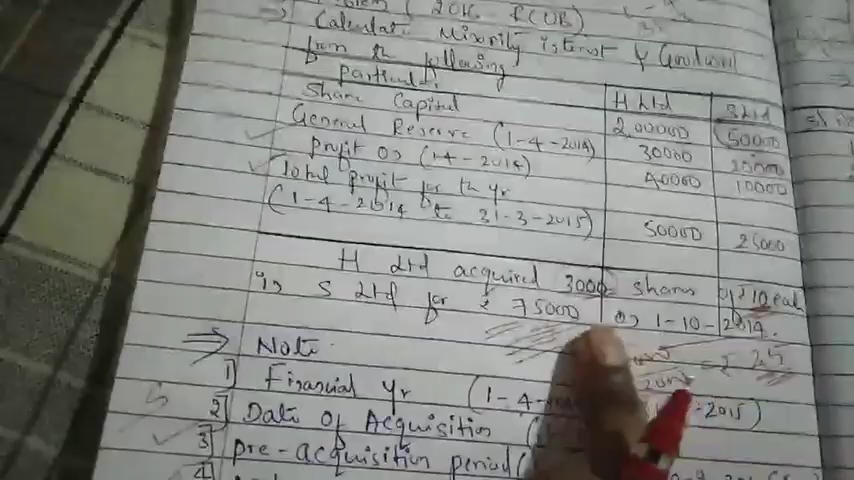 Calculate Minority interest & Goodwill
from the following
particular.
H Ltd S Ltd
Share Capital 2,00000 50000
General Reserve (1-4-2014) 30000 20000
profit on (1-4-2014) 40000 10000
Total profit for th yr
(1-4-2014 to 31-3-2015) 50000 25000
H Ltd acquired 3000 shares of ₹10 each
in S Ltd for ₹ 75000 on 1-10-2014.
⇒ Note:
1] Financial yr (1-4- -2015)
2] Date of Acquisition (
3] pre-acquisition period (
4]